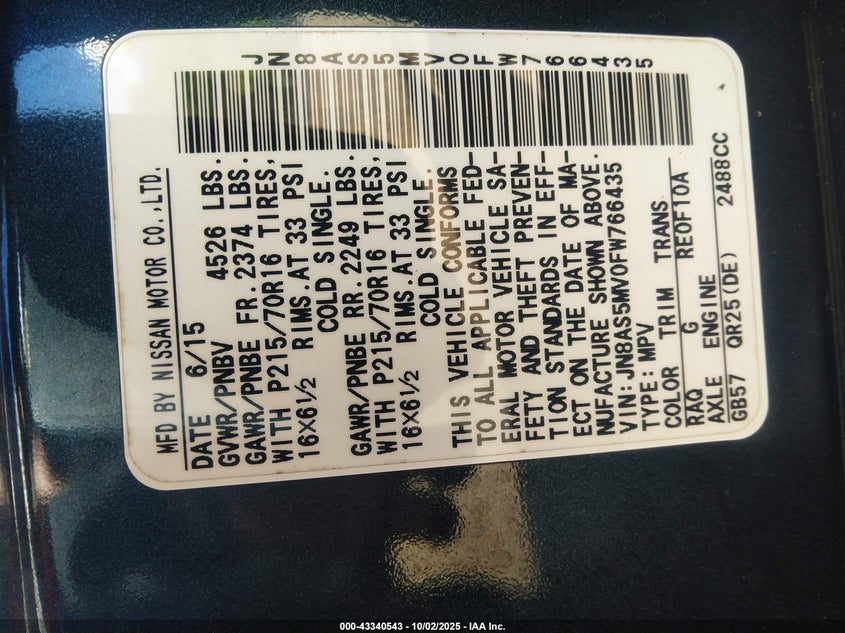 JN8AS5MV0FW766435
MFD BY NISSAN MOTOR CO.,LTD.
DATE 6/15
GVWR/PNBV 4526 LBS.
GAWR/PNBE FR.2374 LBS.
WITH P215/70R16 TIRES,
16X6½ RIMS.AT 33 PSI
COLD SINGLE.
GAWR/PNBE RR.2249 LBS.
WITH P215/70R16 TIRES,
16X6½ RIMS.AT 33 PSI
COLD SINGLE.
THIS VEHICLE CONFORMS
TO ALL APPLICABLE FED-
ERAL MOTOR VEHICLE SA-
FETY AND THEFT PREVEN-
TION STANDARDS IN EFF-
ECT ON THE DATE OF MA-
NUFACTURE SHOWN ABOVE.
VIN:JN8AS5MV0FW766435
TYPE:MPV
COLOR TRIM TRANS
RAQ G RE0F10A
AXLE ENGINE
GB57 QR25(DE) 2488CC
000-43340543 - 10/02/2025 - IAA Inc.